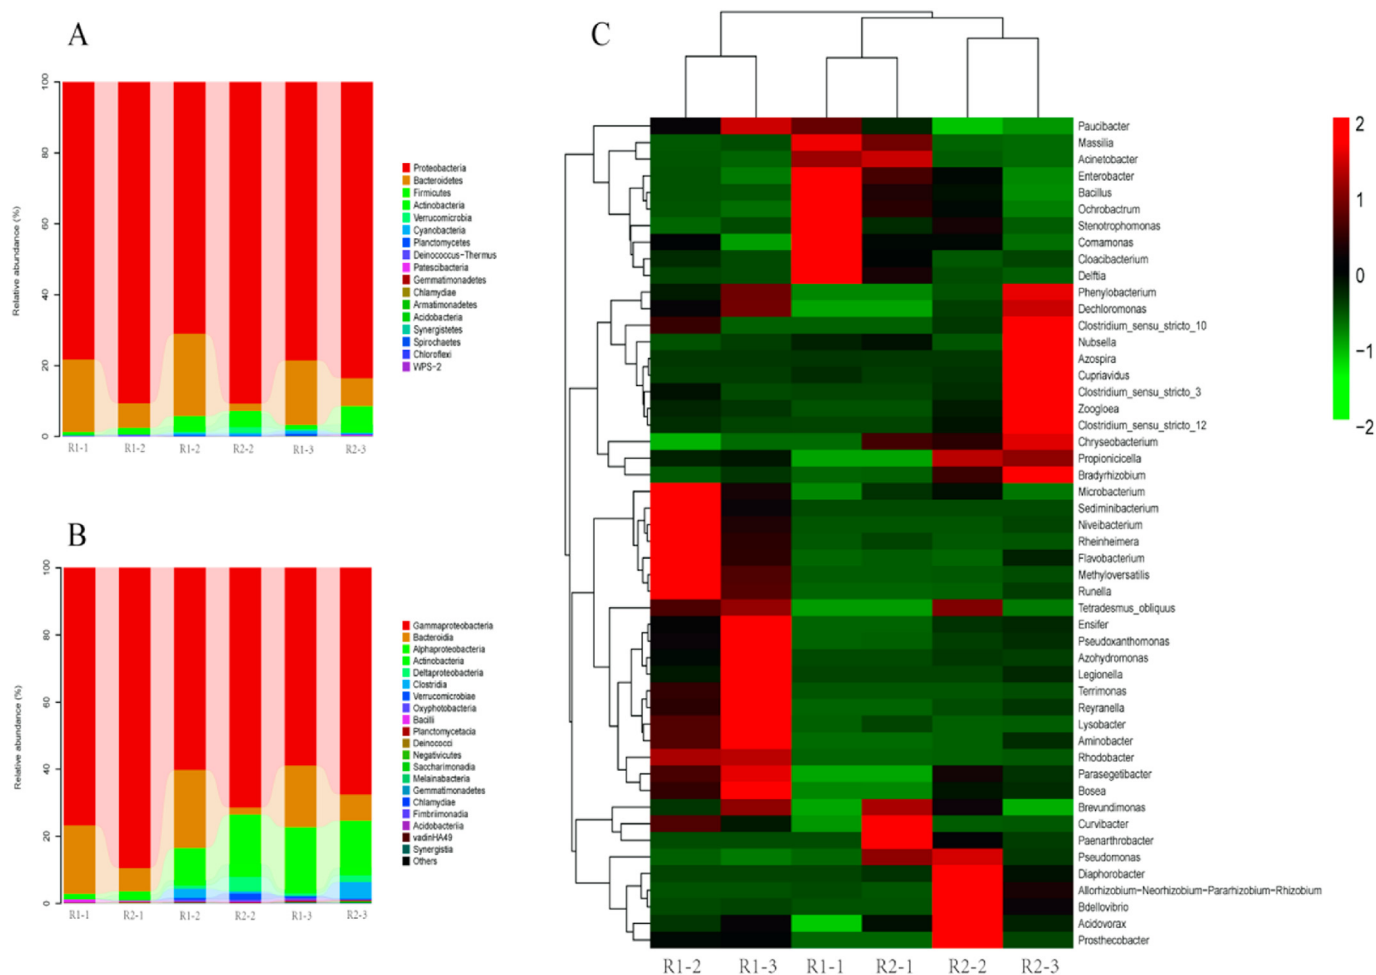 A
100
80
60
40
20
0
Relative abundance (%)
R1-1 R1-2 R1-2 R2-2 R1-3 R2-3
Proteobacteria
Bacteroidetes
Firmicutes
Actinobacteria
Verrucomicrobia
Cyanobacteria
Planctomycetes
Deinococcus-Thermus
Patescibacteria
Gemmatimonadetes
Chlamydiae
Armatimonadetes
Acidobacteria
Synergistetes
Spirochaetes
Chloroflexi
WPS-2
B
100
80
60
40
20
0
Relative abundance (%)
R1-1 R2-1 R1-2 R2-2 R1-3 R2-3
Gammaproteobacteria
Bacteroidia
Alphaproteobacteria
Actinobacteria
Deltaproteobacteria
Clostridia
Verrucomicrobiae
Oxyphotobacteria
Bacilli
Planctomycetacia
Deinococci
Negativicutes
Saccharimonadia
Melainabacteria
Gemmatimonadetes
Chlamydiae
Fimbriimonadia
Acidobacteriia
vadinHA49
Synergistia
Others
C
Paucibacter
Massilia
Acinetobacter
Enterobacter
Bacillus
Ochrobactrum
Stenotrophomonas
Comamonas
Cloacibacterium
Delftia
Phenylobacterium
Dechloromonas
Clostridium_sensu_stricto_10
Nubsella
Azospira
Cupriavidus
Clostridium_sensu_stricto_3
Zoogloea
Clostridium_sensu_stricto_12
Chryseobacterium
Propionicicella
Bradyrhizobium
Microbacterium
Sediminibacterium
Niveibacterium
Rheinheimera
Flavobacterium
Methyloversatilis
Runella
Tetradesmus_obliquus
Ensifer
Pseudoxanthomonas
Azohydromonas
Legionella
Terrimonas
Reyranella
Lysobacter
Aminobacter
Rhodobacter
Parasegetibacter
Bosea
Brevundimonas
Curvibacter
Paenarthrobacter
Pseudomonas
Diaphorobacter
Allorhizobium-Neorhizobium-Pararhizobium-Rhizobium
Bdellovibrio
Acidovorax
Prosthecobacter
R1-2 R1-3 R1-1 R2-1 R2-2 R2-3
2
1
0
−1
−2